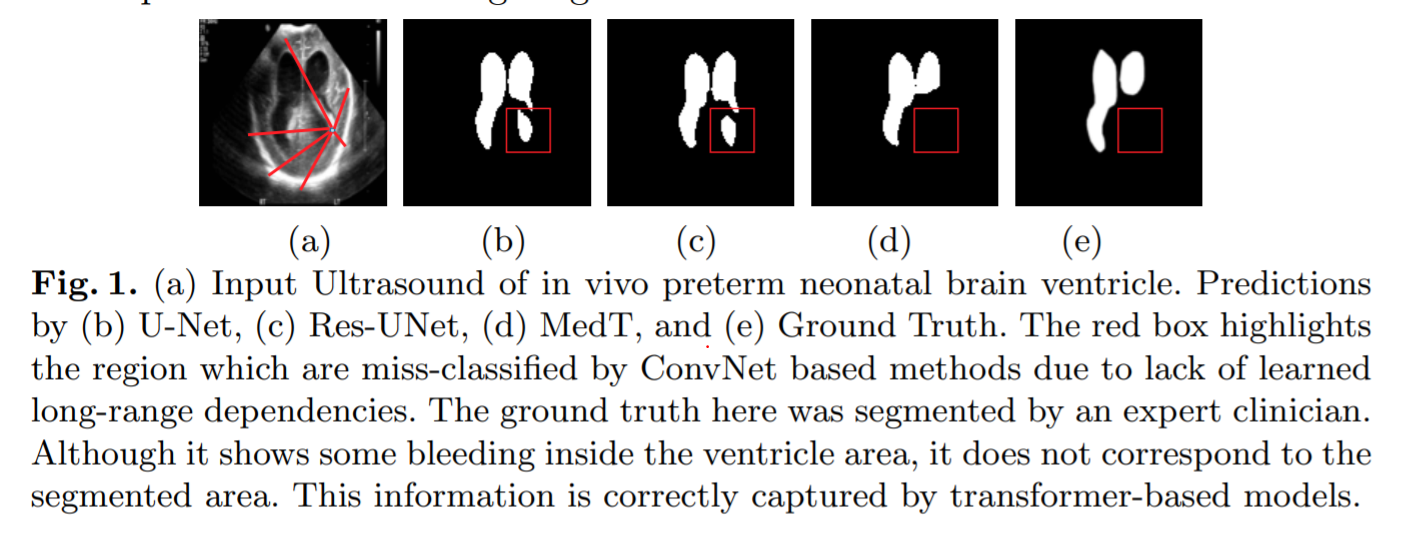 (a)
(b)
(c)
(d)
(e)
Fig. 1. (a) Input Ultrasound of in vivo preterm neonatal brain ventricle. Predictions
by (b) U-Net, (c) Res-UNet, (d) MedT, and (e) Ground Truth. The red box highlights
the region which are miss-classified by ConvNet based methods due to lack of learned
long-range dependencies. The ground truth here was segmented by an expert clinician.
Although it shows some bleeding inside the ventricle area, it does not correspond to the
segmented area. This information is correctly captured by transformer-based models.